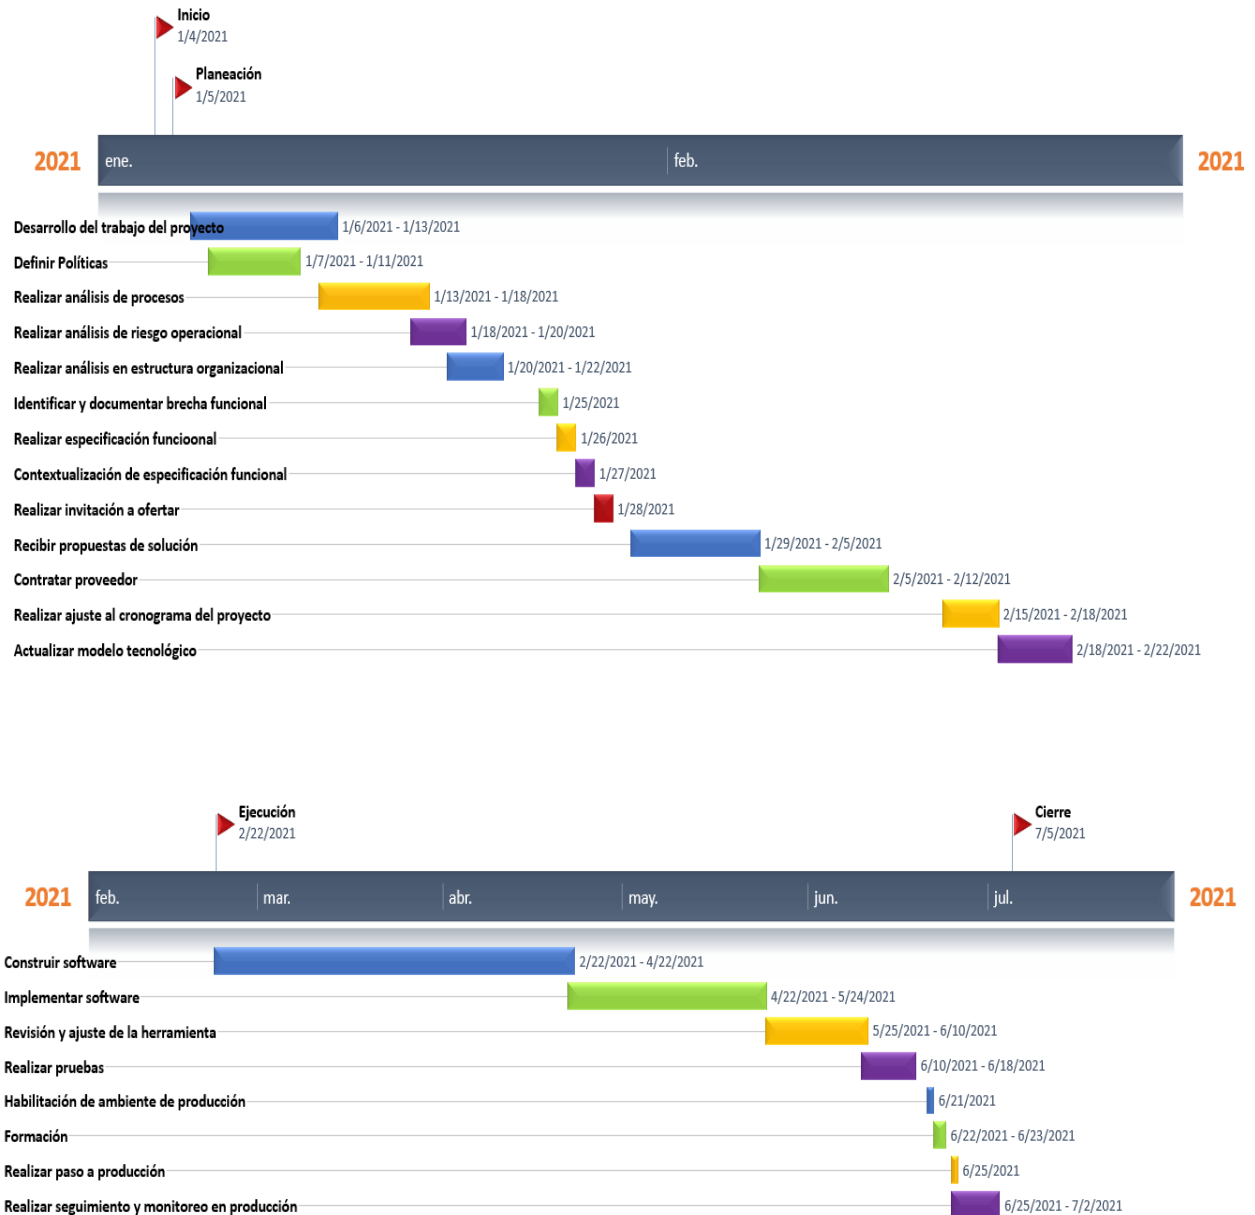 Inicio
1/4/2021
Planeación
1/5/2021
2021 ene. feb. 2021
Desarrollo del trabajo del proyecto 1/6/2021 - 1/13/2021
Definir Políticas 1/7/2021 - 1/11/2021
Realizar análisis de procesos 1/13/2021 - 1/18/2021
Realizar análisis de riesgo operacional 1/18/2021 - 1/20/2021
Realizar análisis en estructura organizacional 1/20/2021 - 1/22/2021
Identificar y documentar brecha funcional 1/25/2021
Realizar especificación funcioonal 1/26/2021
Contextualización de especificación funcional 1/27/2021
Realizar invitación a ofertar 1/28/2021
Recibir propuestas de solución 1/29/2021 - 2/5/2021
Contratar proveedor 2/5/2021 - 2/12/2021
Realizar ajuste al cronograma del proyecto 2/15/2021 - 2/18/2021
Actualizar modelo tecnológico 2/18/2021 - 2/22/2021
Ejecución
2/22/2021
Cierre
7/5/2021
2021 feb. mar. abr. may. jun. jul. 2021
Construir software 2/22/2021 - 4/22/2021
Implementar software 4/22/2021 - 5/24/2021
Revisión y ajuste de la herramienta 5/25/2021 - 6/10/2021
Realizar pruebas 6/10/2021 - 6/18/2021
Habilitación de ambiente de producción 6/21/2021
Formación 6/22/2021 - 6/23/2021
Realizar paso a producción 6/25/2021
Realizar seguimiento y monitoreo en producción 6/25/2021 - 7/2/2021